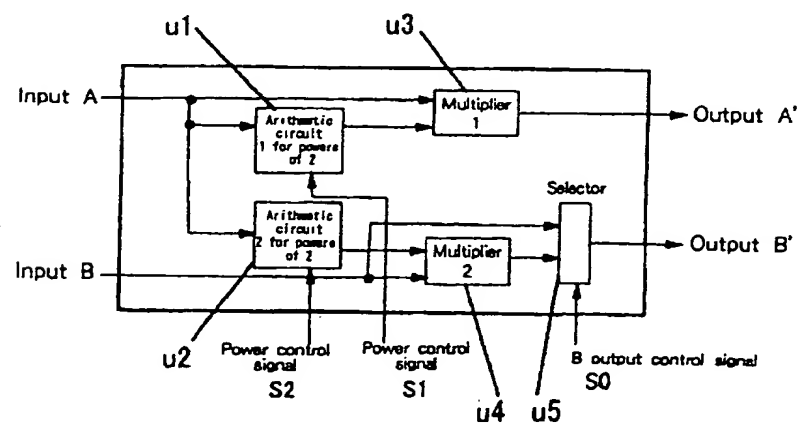 u1
u3
Input A
Arithmetic
circuit
1 for powers
of 2
Multiplier
1
Output A'
Selector
Arithmetic
circuit
2 for powers
of 2
Multiplier
2
Output B'
Input B
u2
Power control
signal
S2
Power control
signal
S1
u4
u5
B output control signal
S0